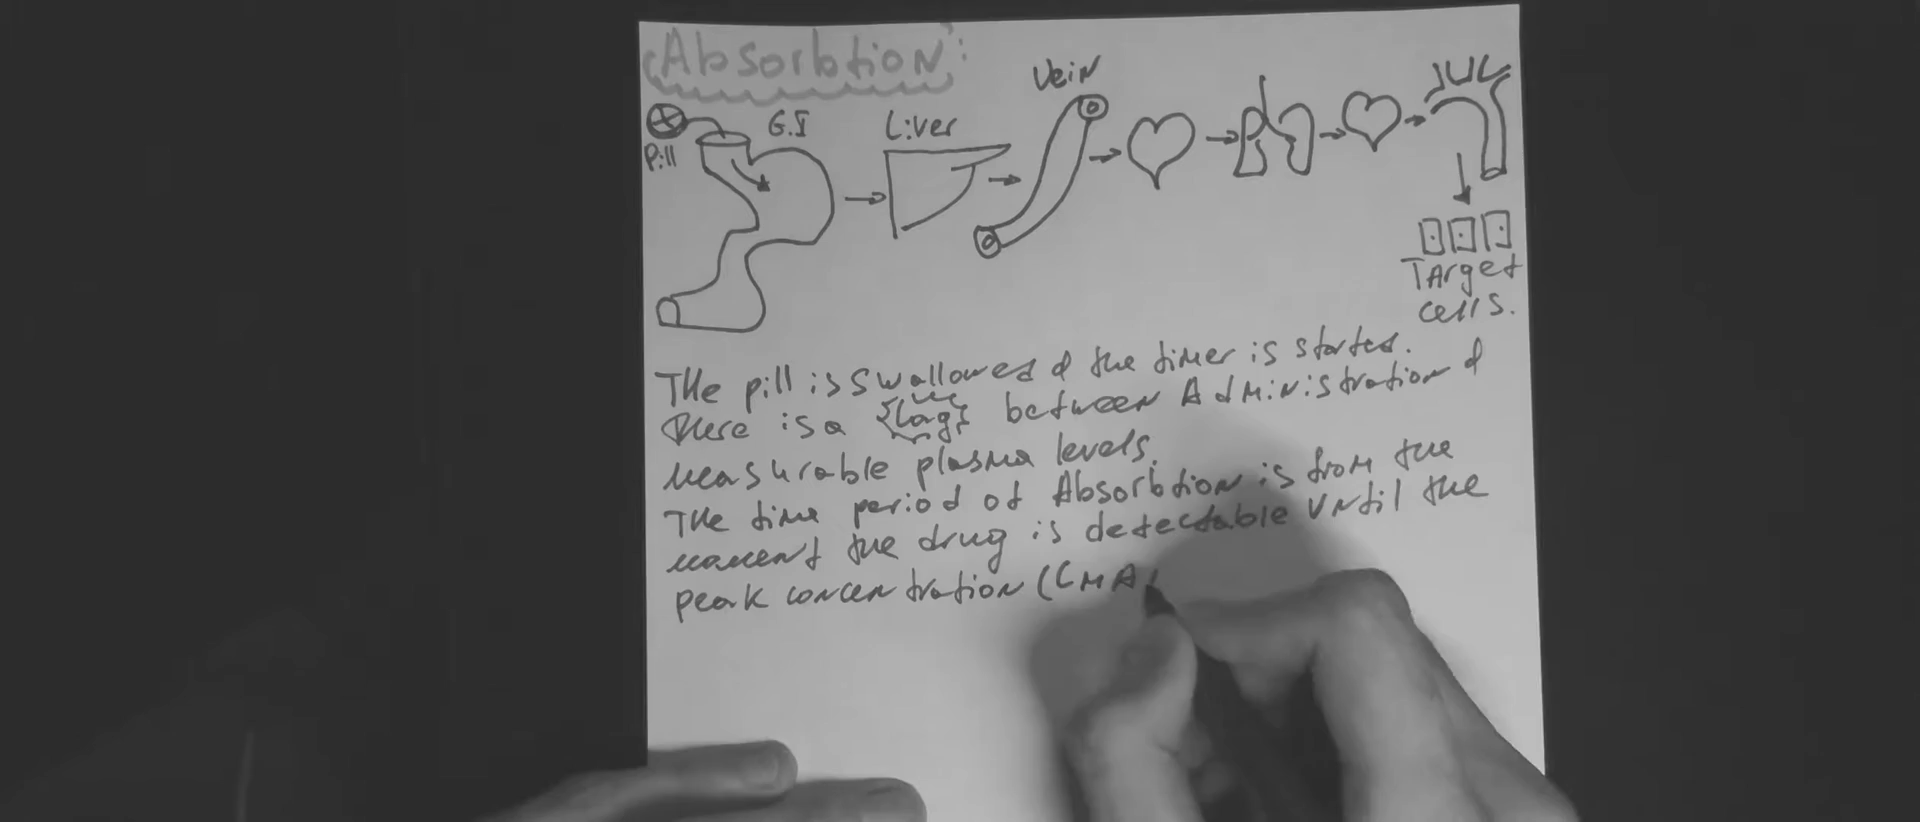 Absorbtion:
Pill
G.I
Liver
Vein
Target
cells.
The pill is swallowed & the timer is started.
There is a {lag} between Administration &
measurable plasma levels.
The time period of Absorbtion is from the
moment the drug is detectable until the
peak concentration (CMA